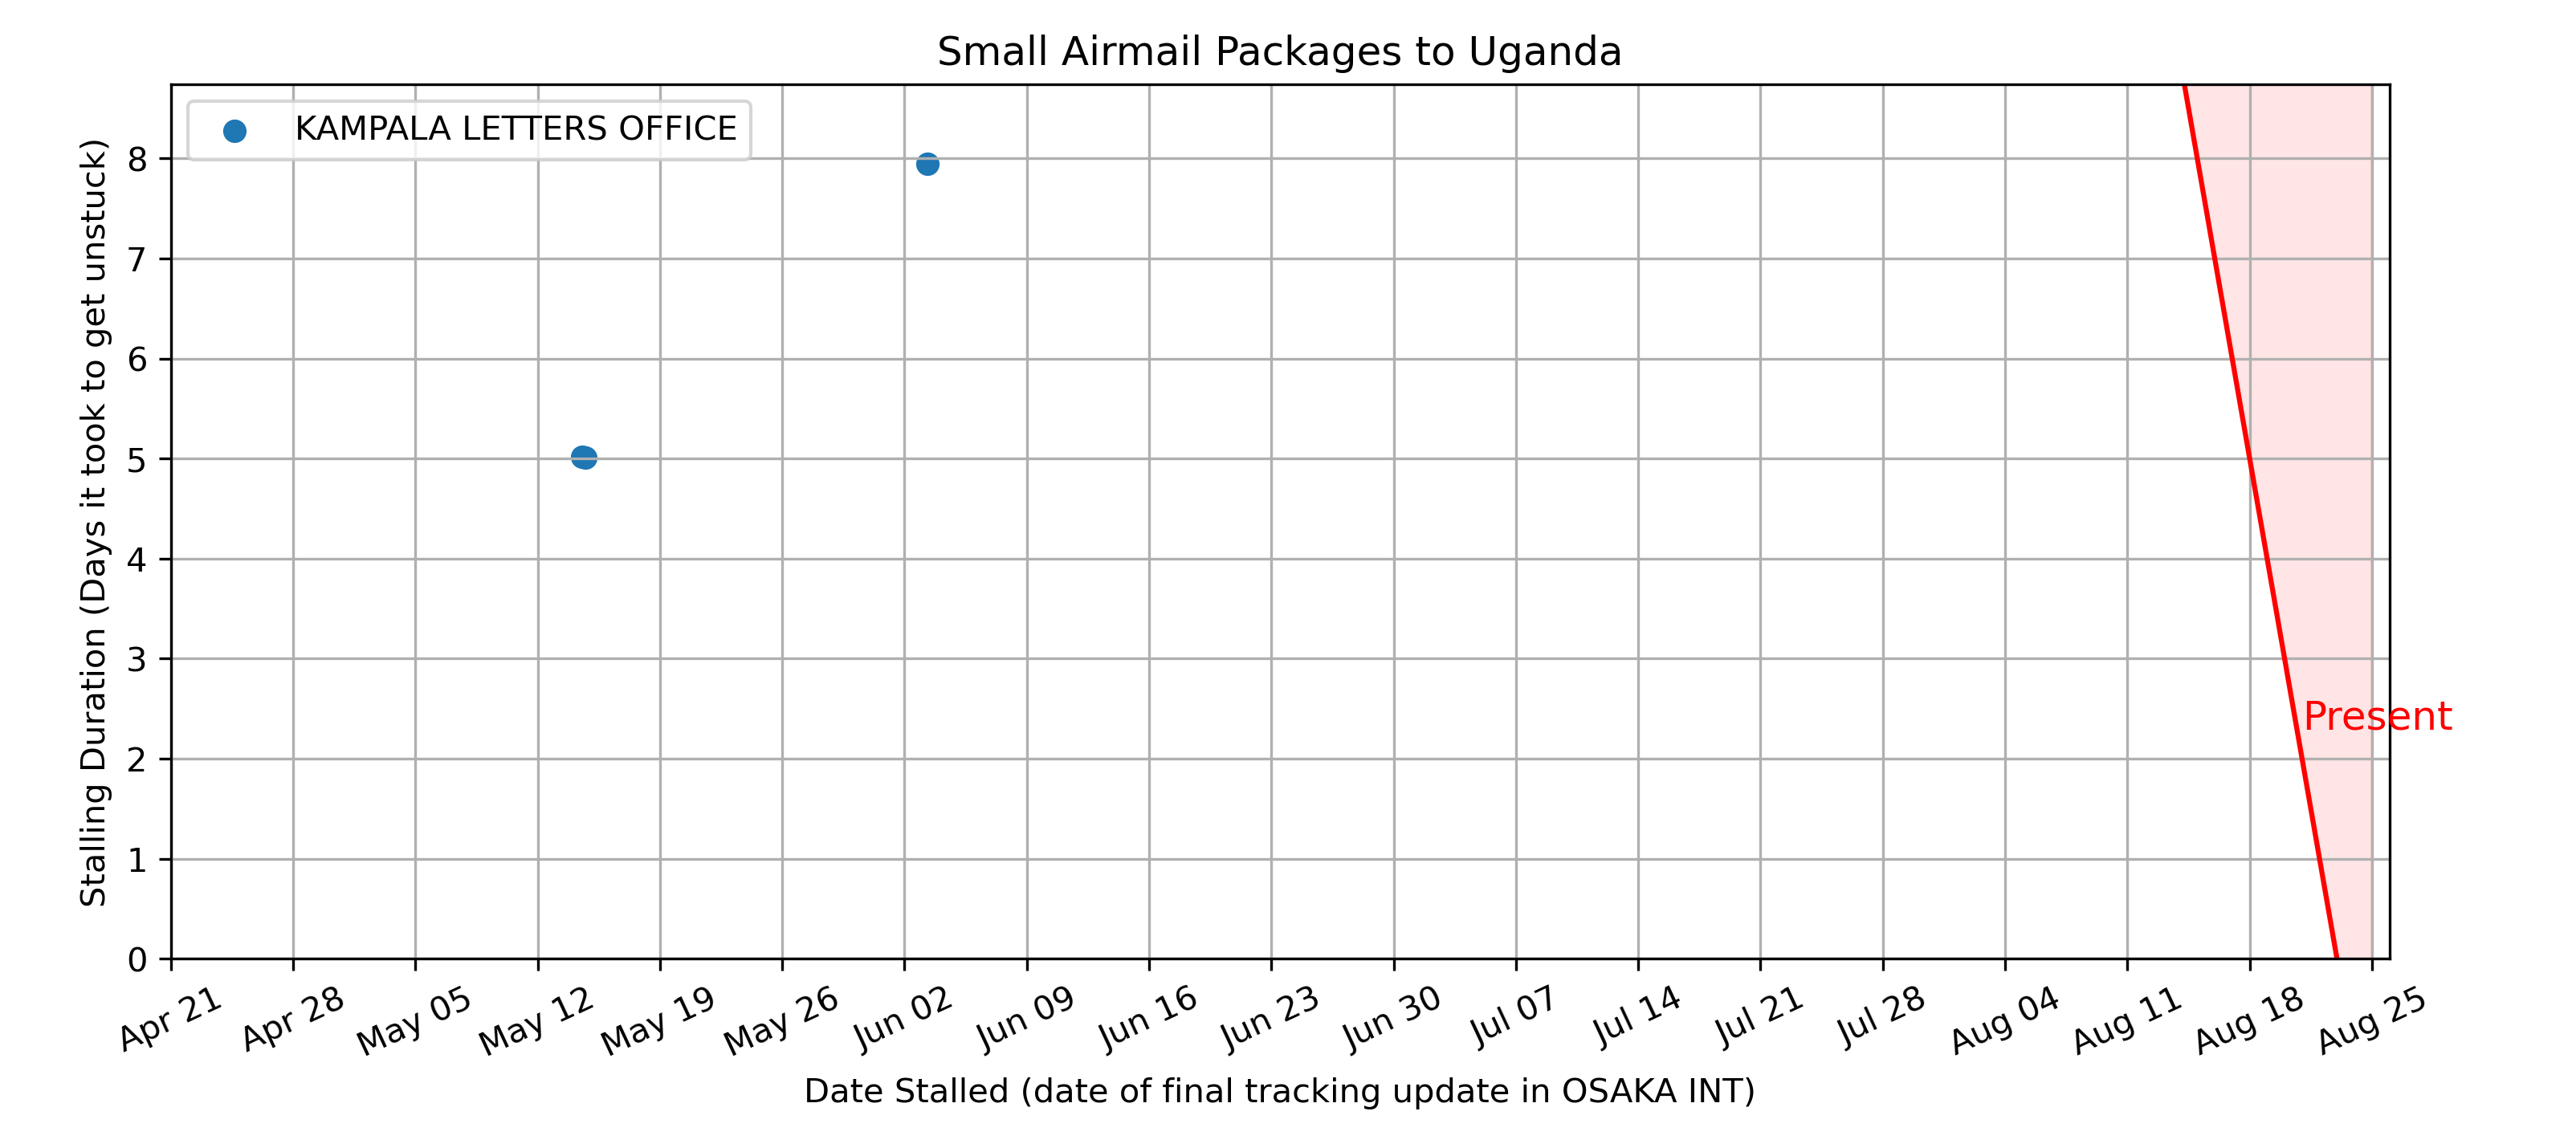 Small Airmail Packages to Uganda
KAMPALA LETTERS OFFICE
Stalling Duration (Days it took to get unstuck)
8
7
6
5
4
3
2
1
0
Present
Apr 21
Apr 28
May 05
May 12
May 19
May 26
Jun 02
Jun 09
Jun 16
Jun 23
Jun 30
Jul 07
Jul 14
Jul 21
Jul 28
Aug 04
Aug 11
Aug 18
Aug 25
Date Stalled (date of final tracking update in OSAKA INT)